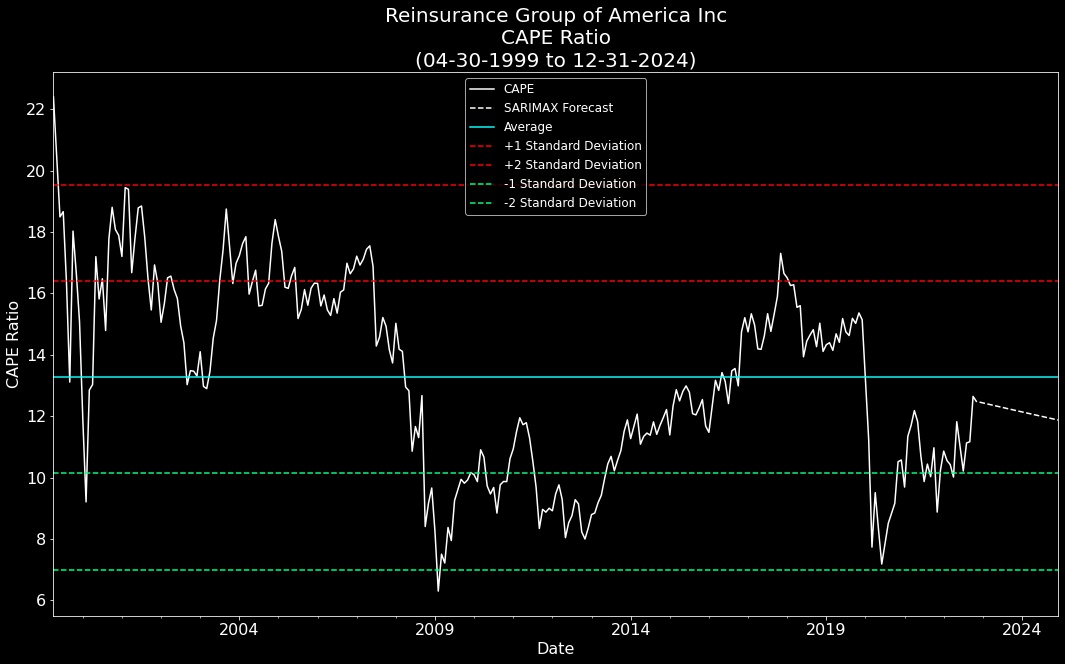 Reinsurance Group of America Inc
CAPE Ratio
(04-30-1999 to 12-31-2024)
CAPE
SARIMAX Forecast
Average
+1 Standard Deviation
+2 Standard Deviation
-1 Standard Deviation
-2 Standard Deviation
CAPE Ratio
22
20
18
16
14
12
10
8
6
2004 2009 2014 2019 2024
Date